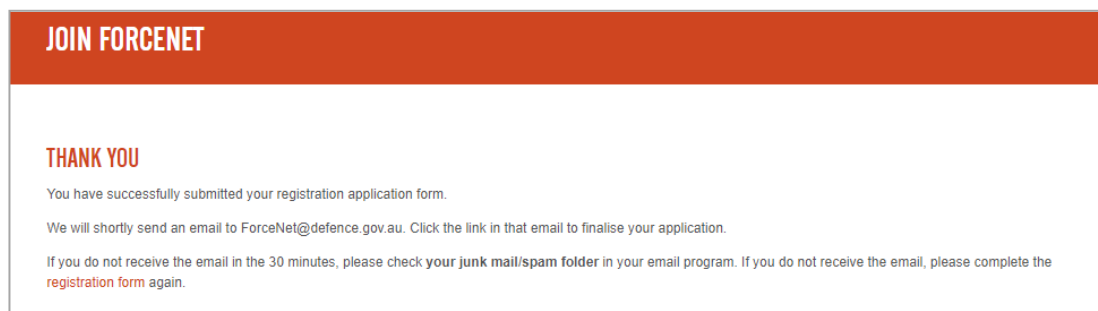 JOIN FORCENET
THANK YOU
You have successfully submitted your registration application form.
We will shortly send an email to ForceNet@defence.gov.au. Click the link in that email to finalise your application.
If you do not receive the email in the 30 minutes, please check your junk mail/spam folder in your email program. If you do not receive the email, please complete the
registration form again.